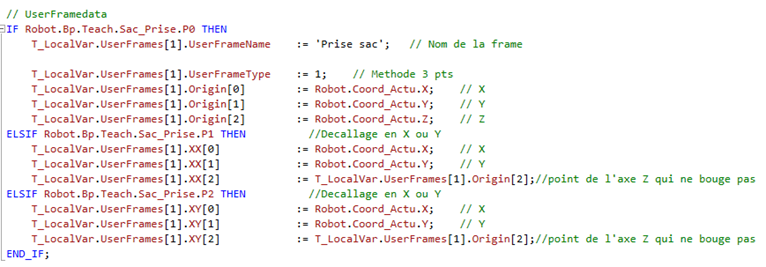 // UserFramedata
IF Robot.Bp.Teach.Sac_Prise.P0 THEN
T_LocalVar.UserFrames[1].UserFrameName := 'Prise sac'; // Nom de la frame
T_LocalVar.UserFrames[1].UserFrameType := 1; // Methode 3 pts
T_LocalVar.UserFrames[1].Origin[0] := Robot.Coord_Actu.X; // X
T_LocalVar.UserFrames[1].Origin[1] := Robot.Coord_Actu.Y; // Y
T_LocalVar.UserFrames[1].Origin[2] := Robot.Coord_Actu.Z; // Z
ELSIF Robot.Bp.Teach.Sac_Prise.P1 THEN //Decallage en X ou Y
T_LocalVar.UserFrames[1].XX[0] := Robot.Coord_Actu.X; // X
T_LocalVar.UserFrames[1].XX[1] := Robot.Coord_Actu.Y; // Y
T_LocalVar.UserFrames[1].XX[2] := T_LocalVar.UserFrames[1].Origin[2];//point de l'axe Z qui ne bouge pas
ELSIF Robot.Bp.Teach.Sac_Prise.P2 THEN //Decallage en X ou Y
T_LocalVar.UserFrames[1].XY[0] := Robot.Coord_Actu.X; // X
T_LocalVar.UserFrames[1].XY[1] := Robot.Coord_Actu.Y; // Y
T_LocalVar.UserFrames[1].XY[2] := T_LocalVar.UserFrames[1].Origin[2];//point de l'axe Z qui ne bouge pas
END_IF;